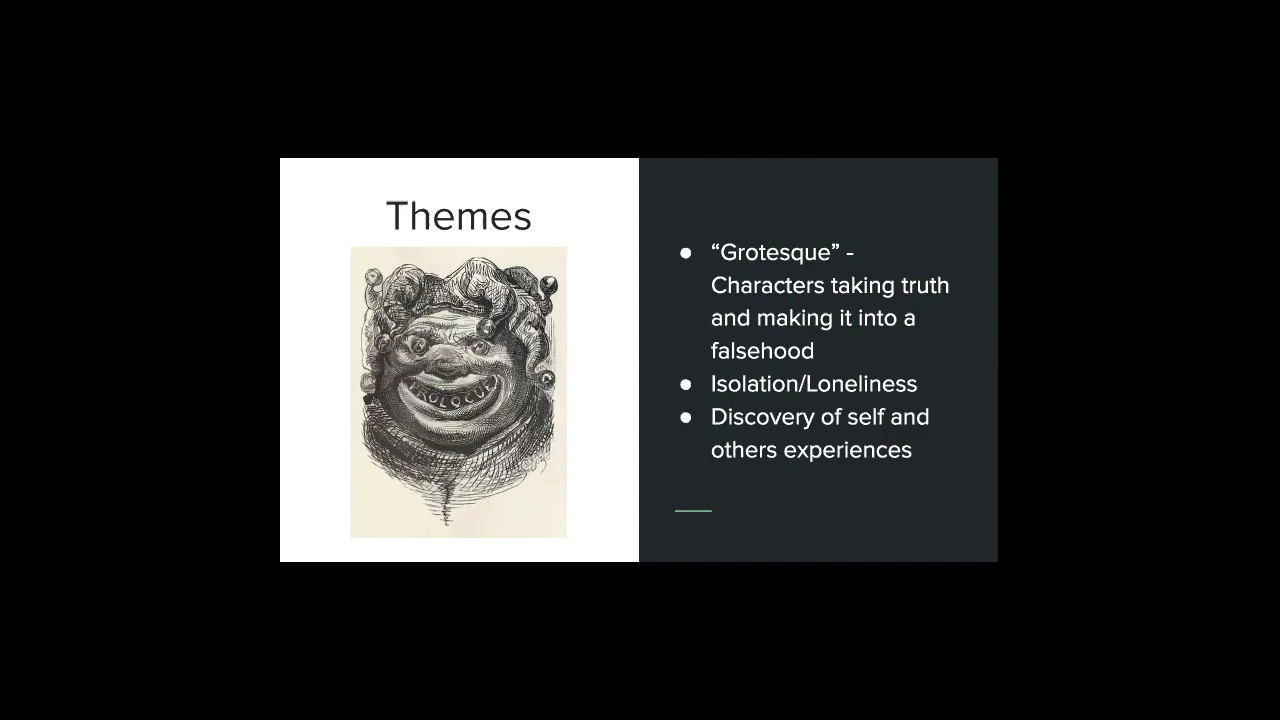 Themes
“Grotesque” -
Characters taking truth
and making it into a
falsehood
Isolation/Loneliness
Discovery of self and
others experiences